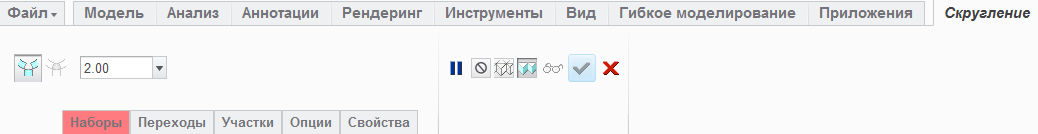 Файл Модель Анализ Аннотации Рендеринг Инструменты Вид Гибкое моделирование Приложения Скругление
2.00
Наборы Переходы Участки Опции Свойства